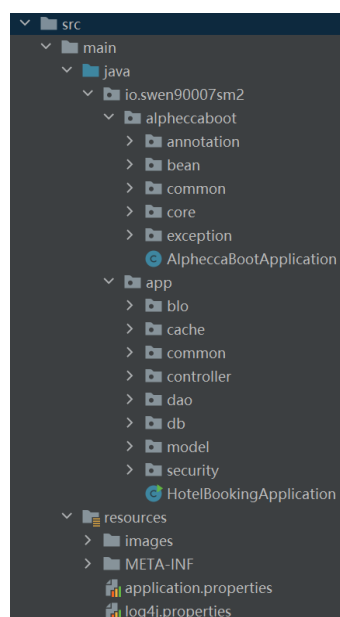 src
main
java
io.swen90007sm2
alpheccaboot
annotation
bean
common
core
exception
AlpheccaBootApplication
app
blo
cache
common
controller
dao
db
model
security
HotelBookingApplication
resources
images
META-INF
application.properties
log4j.properties